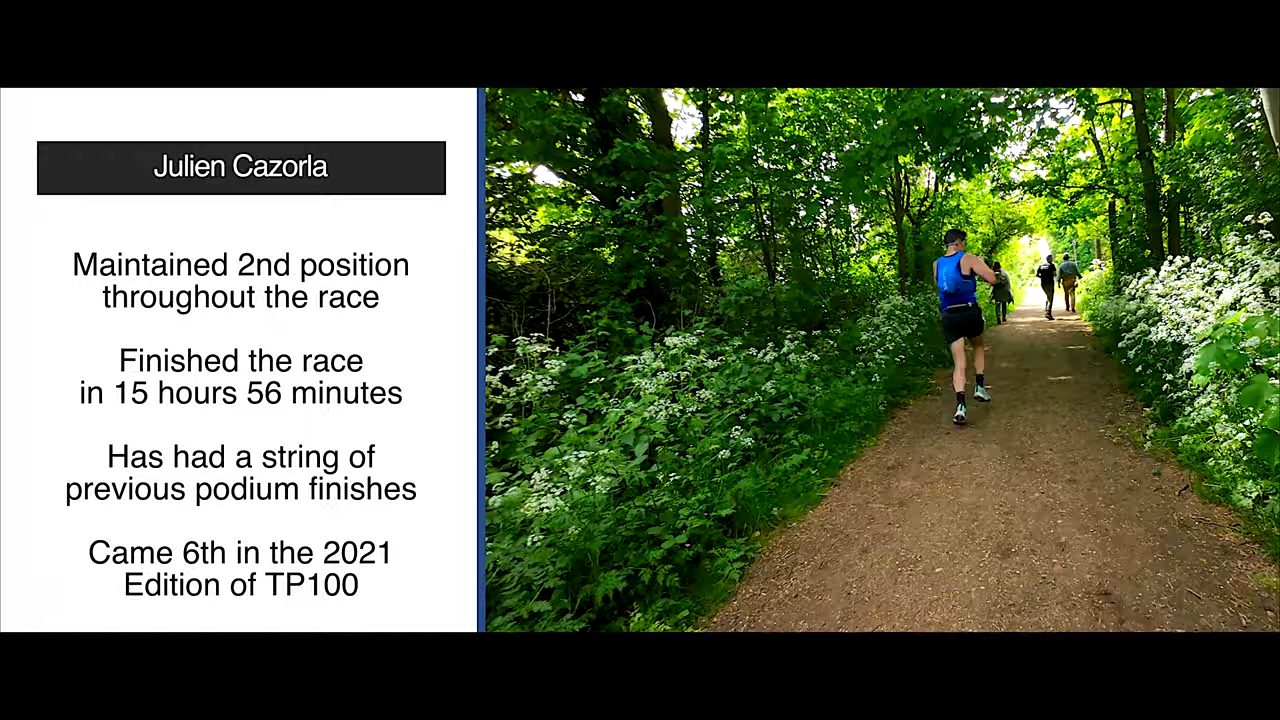 Julien Cazorla
Maintained 2nd position
throughout the race
Finished the race
in 15 hours 56 minutes
Has had a string of
previous podium finishes
Came 6th in the 2021
Edition of TP100